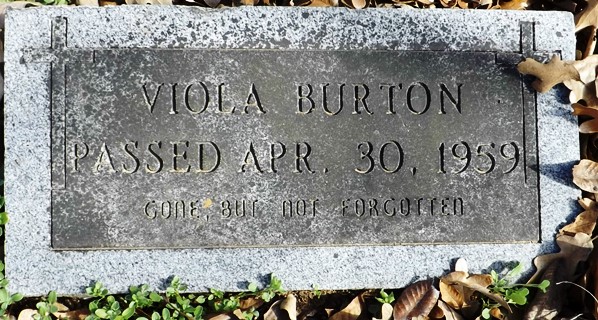 VIOLA BURTON
PASSED APR. 30, 1959
GONE, BUT NOT FORGOTTEN